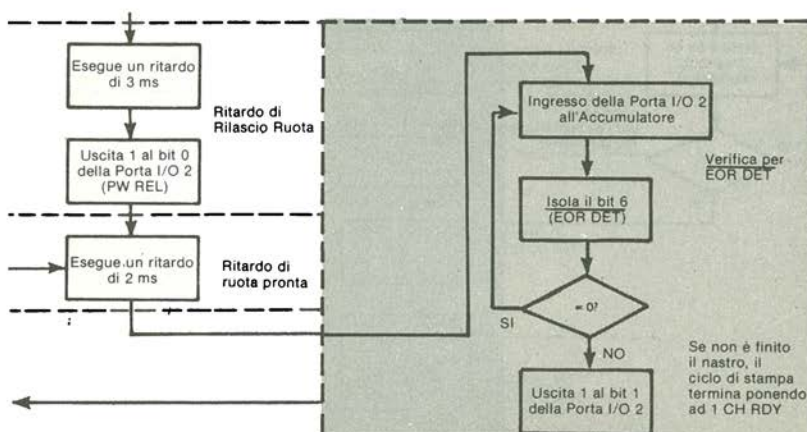 Esegue un ritardo
di 3 ms
Ritardo di
Rilascio Ruota
Uscita 1 al bit 0
della Porta I/O 2
(PW REL)
Esegue un ritardo
di 2 ms
Ritardo di
ruota pronta
Ingresso della Porta I/O 2
all'Accumulatore
Verifica per
EOR DET
Isola il bit 6
(EOR DET)
= 0?
SI
NO
Uscita 1 al bit 1
della Porta I/O 2
Se non è finito
il nastro, il
ciclo di stampa
termina ponendo
ad 1 CH RDY